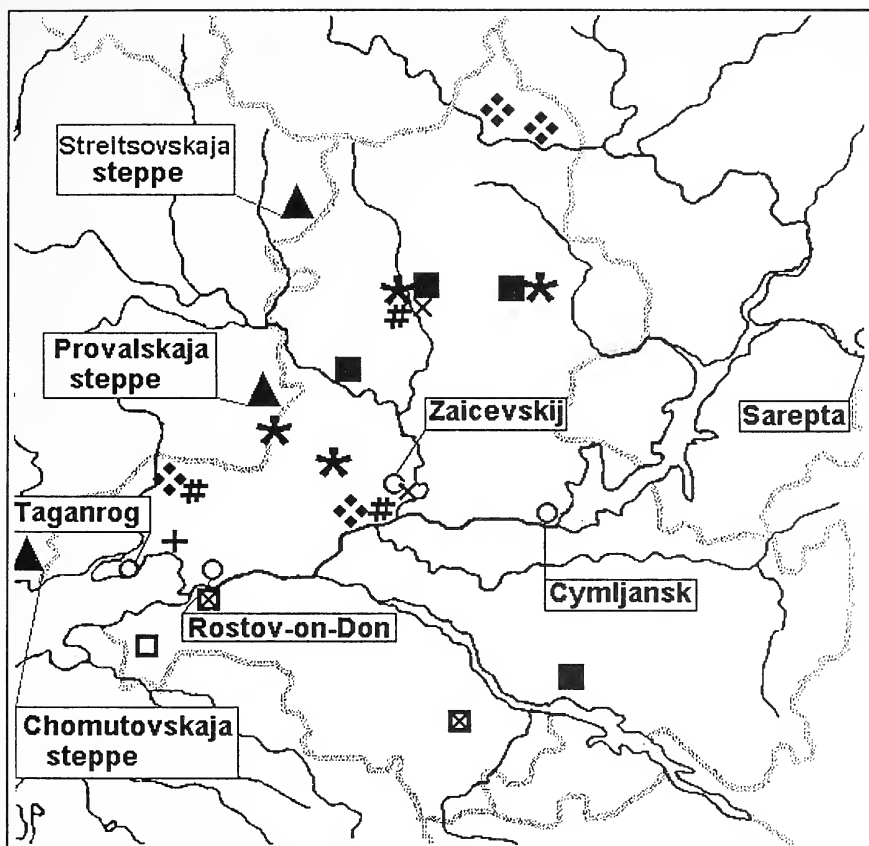 Streltsovskaja
steppe
Provalskaja
steppe
Zaicevskij
Sarepta
Taganrog
Cymljansk
Rostov-on-Don
Chomutovskaja
steppe